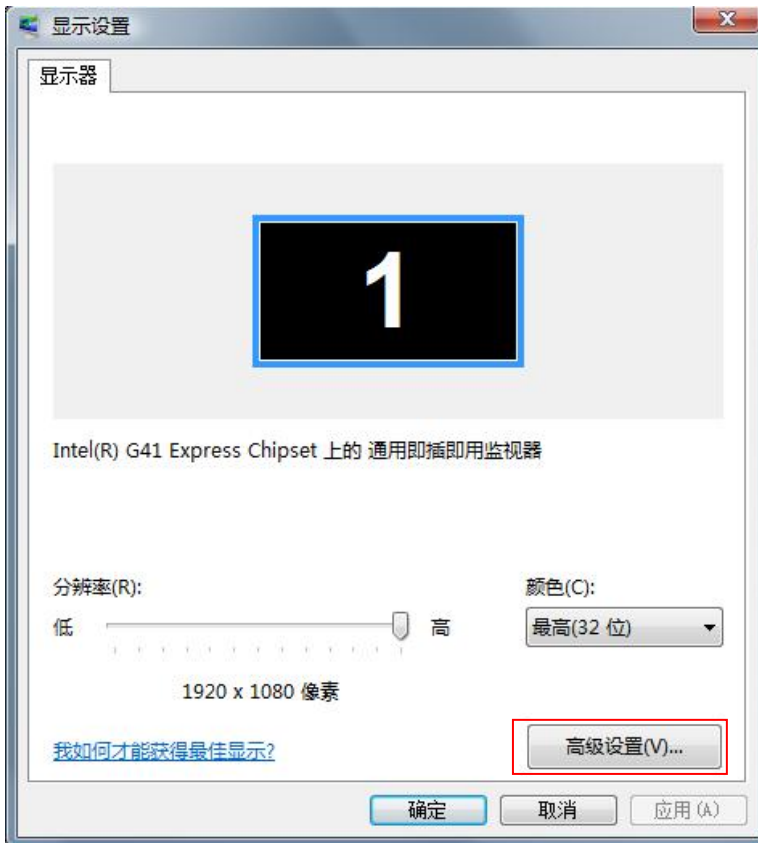 显示设置
显示器
1
Intel(R) G41 Express Chipset 上的 通用即插即用监视器
分辨率(R):
颜色(C):
低
高
最高(32 位)
1920 x 1080 像素
我如何才能获得最佳显示?
高级设置(V)...
确定
取消
应用(A)